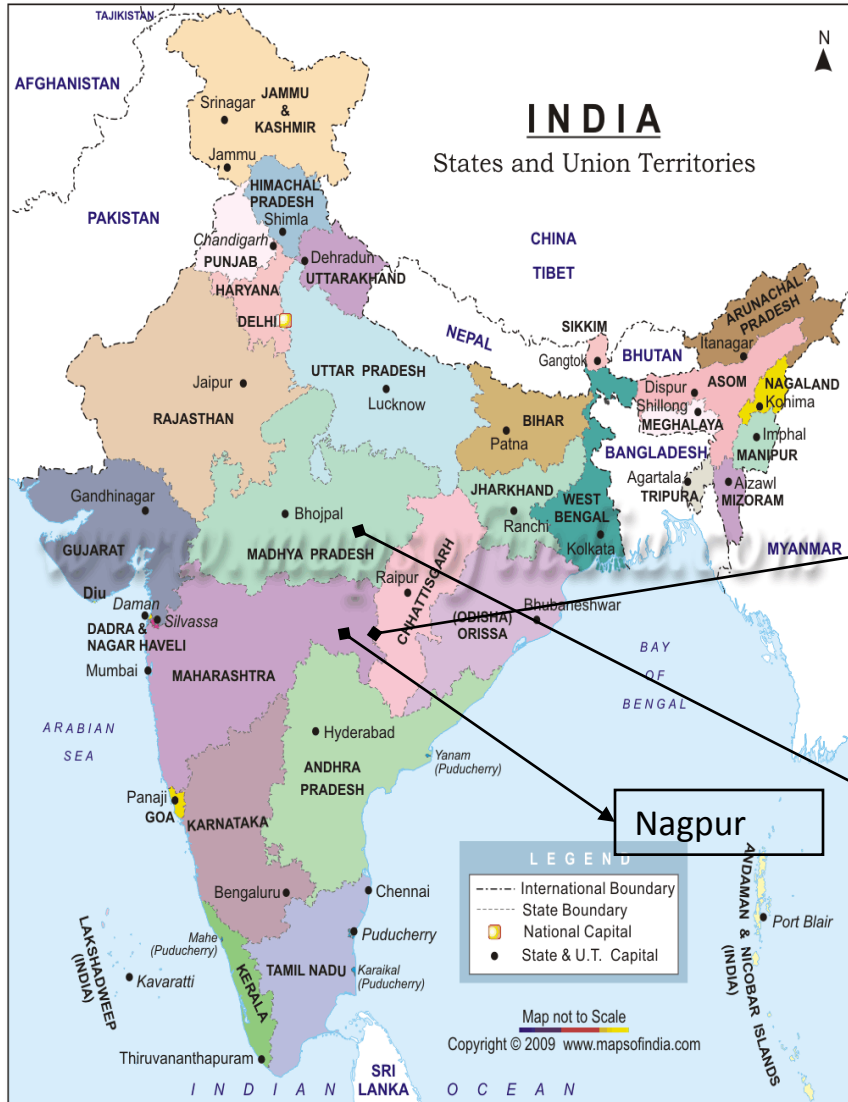 TAJIKISTAN
AFGHANISTAN
N
INDIA
States and Union Territories
JAMMU
&
KASHMIR
Srinagar
Jammu
HIMACHAL
PRADESH
Shimla
PAKISTAN
Chandigarh
PUNJAB
Dehradun
UTTARAKHAND
HARYANA
DELHI
CHINA
TIBET
NEPAL
SIKKIM
Gangtok
BHUTAN
ARUNACHAL
PRADESH
Itanagar
UTTAR PRADESH
Lucknow
Jaipur
RAJASTHAN
BIHAR
Patna
ASOM
Dispur
Shillong
MEGHALAYA
NAGALAND
Kohima
Imphal
MANIPUR
BANGLADESH
Agartala
TRIPURA
Aizawl
MIZORAM
MYANMAR
JHARKHAND
Ranchi
WEST
BENGAL
Kolkata
Gandhinagar
GUJARAT
Diu
Daman
Silvassa
DADRA &
NAGAR HAVELI
Bhojpal
MADHYA PRADESH
www.mapsofindia.com
Raipur
CHHATTISGARH
Bhubaneshwar
(ODISHA)
ORISSA
Mumbai
MAHARASHTRA
BAY
OF
BENGAL
ARABIAN
SEA
Hyderabad
Yanam
(Puducherry)
ANDHRA
PRADESH
Panaji
GOA
KARNATAKA
Nagpur
Bengaluru
Chennai
LEGEND
International Boundary
State Boundary
National Capital
State & U.T. Capital
ANDAMAN & NICOBAR ISLANDS
(INDIA)
Port Blair
Mahe
(Puducherry)
Puducherry
LAKSHADWEEP
(INDIA)
Kavaratti
KERALA
TAMIL NADU
Karaikal
(Puducherry)
Map not to Scale
Copyright © 2009 www.mapsofindia.com
Thiruvananthapuram
SRI
LANKA
INDIAN OCEAN